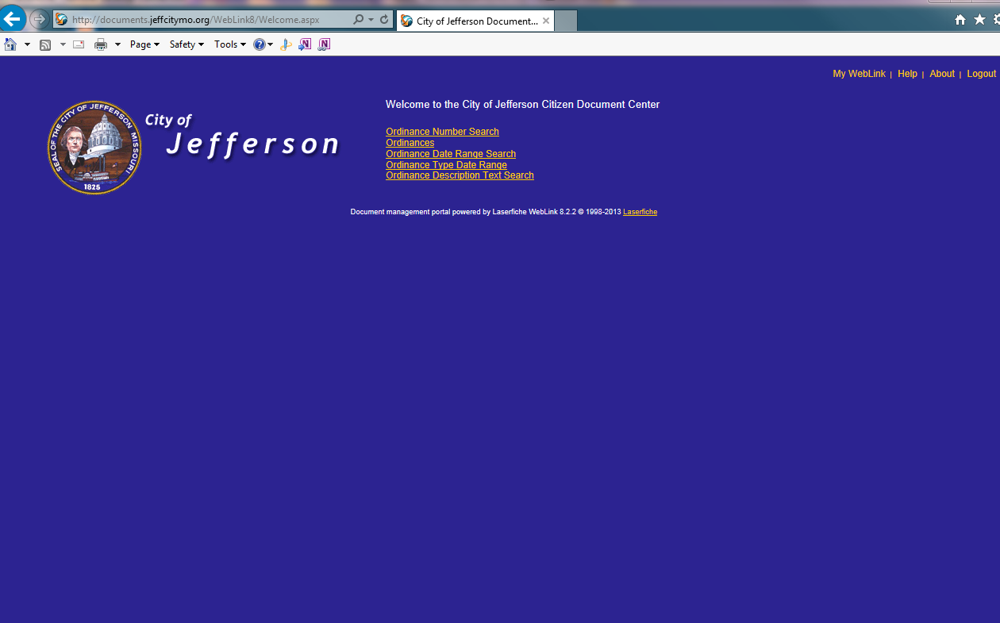 http://documents.jeffcitymo.org/WebLink8/Welcome.aspx
City of Jefferson Document...
Page
Safety
Tools
My WebLink | Help | About | Logout
SEAL OF THE CITY OF JEFFERSON MISSOURI
1825
City of
Jefferson
Welcome to the City of Jefferson Citizen Document Center
Ordinance Number Search
Ordinances
Ordinance Date Range Search
Ordinance Type Date Range
Ordinance Description Text Search
Document management portal powered by Laserfiche WebLink 8.2.2 © 1998-2013 Laserfiche